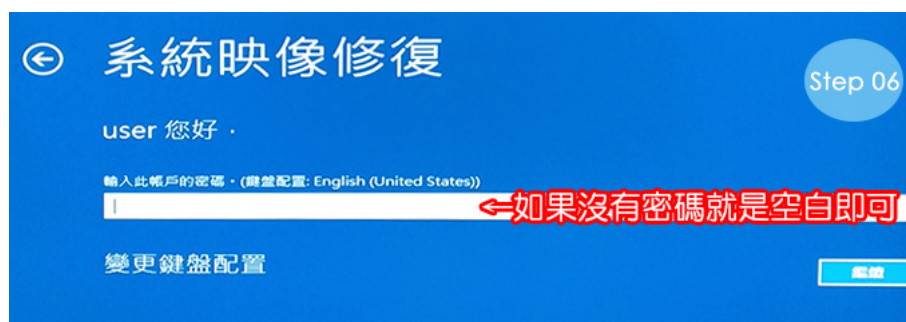 系統映像修復
Step 06
user 您好，
輸入此帳戶的密碼。(鍵盤配置: English (United States))
←如果沒有密碼就是空白即可
變更鍵盤配置
繼續